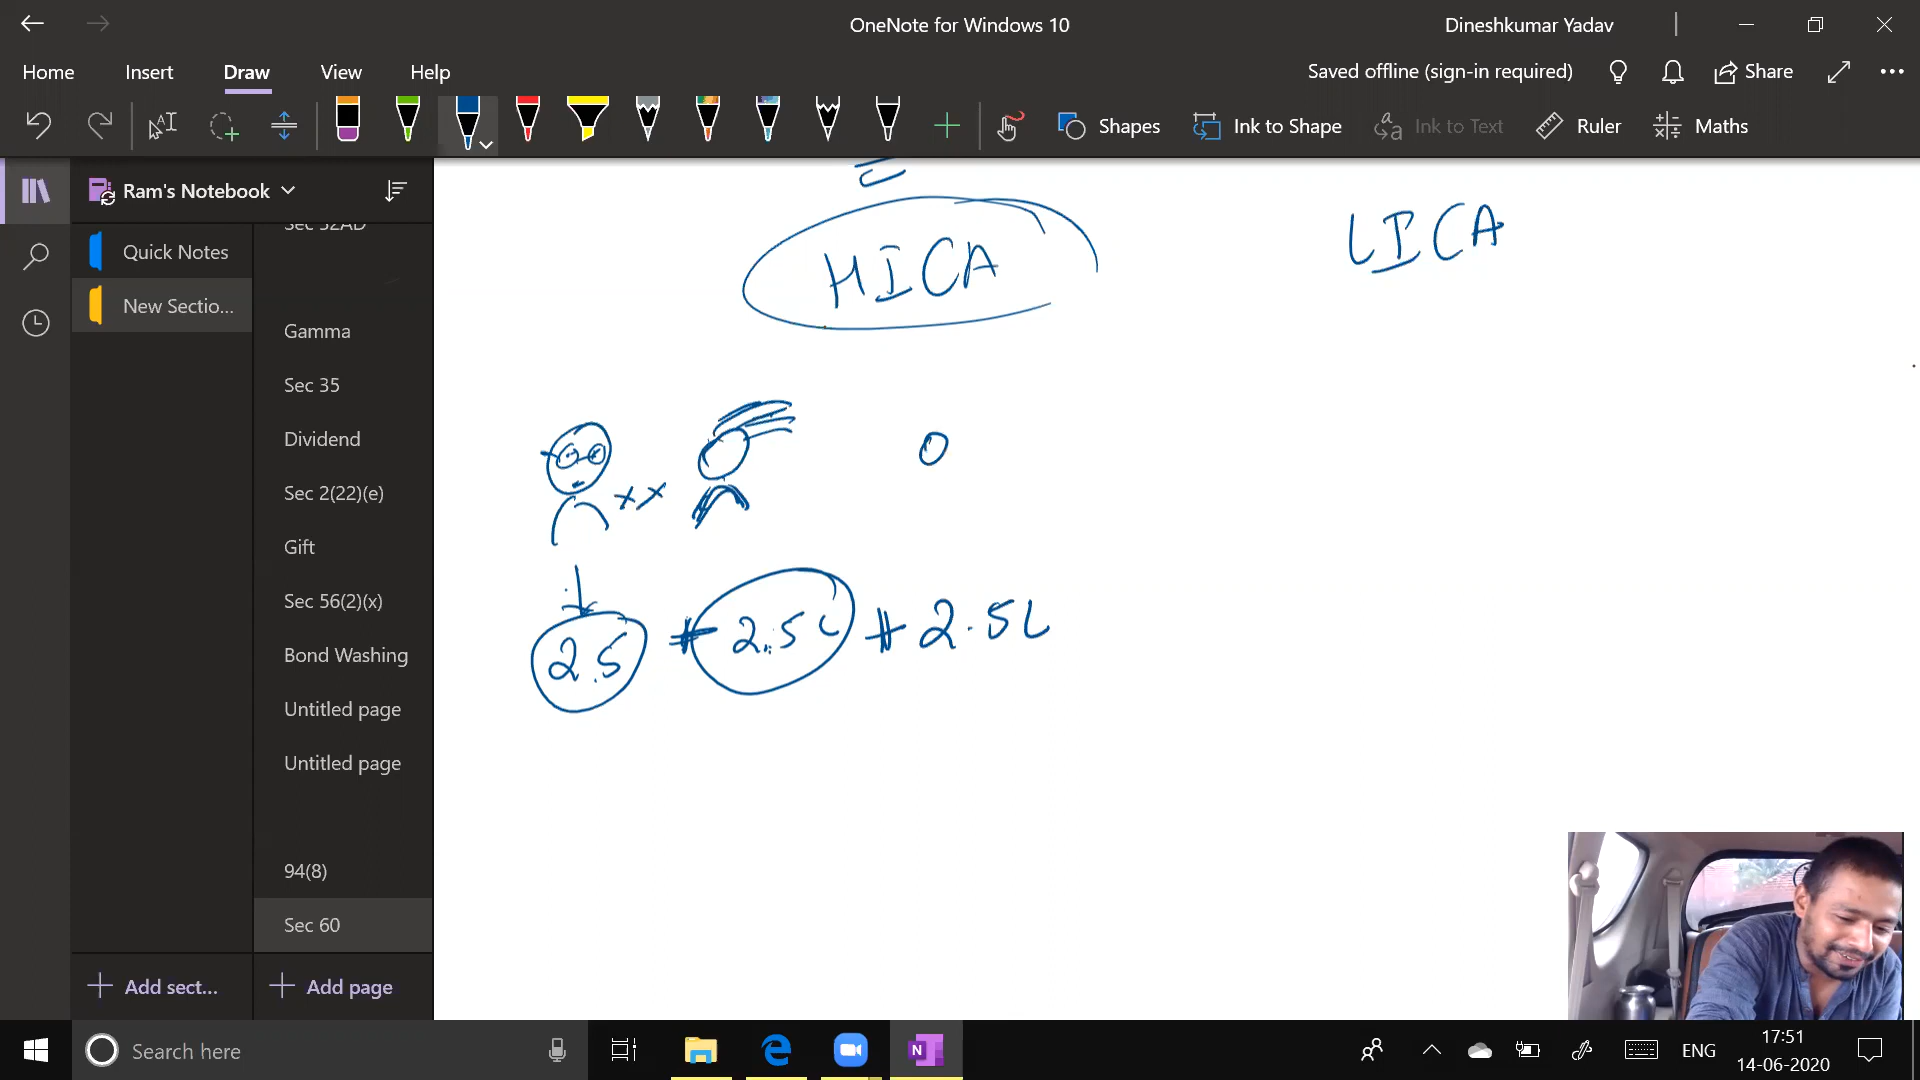 OneNote for Windows 10
Dineshkumar Yadav
Home Insert Draw View Help
Saved offline (sign-in required) Share
Shapes Ink to Shape Ink to Text Ruler Maths
Ram's Notebook
Quick Notes
New Sectio...
Sec 32AD
Gamma
Sec 35
Dividend
Sec 2(22)(e)
Gift
Sec 56(2)(x)
Bond Washing
Untitled page
Untitled page
94(8)
Sec 60
Add sect...
Add page
HICA
LICA
xx
2.5 + 2.5L + 2.5L
Search here
ENG
17:51
14-06-2020